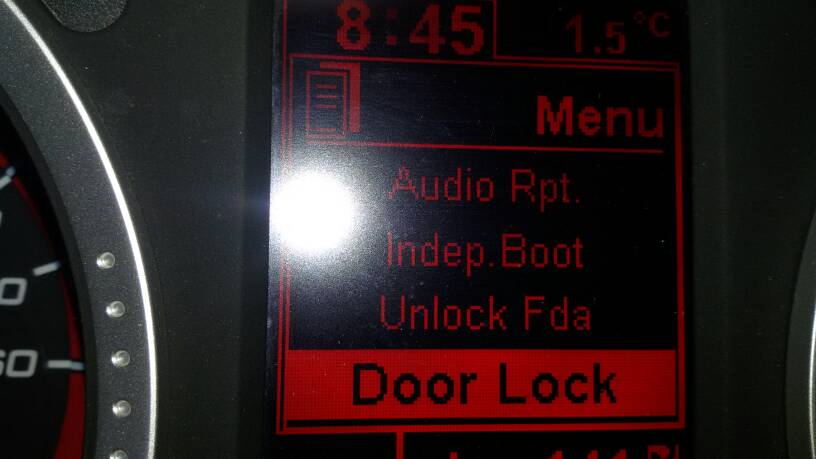 8:45 1.5°C
Menu
Audio Rpt.
Indep.Boot
Unlock Fda
Door Lock